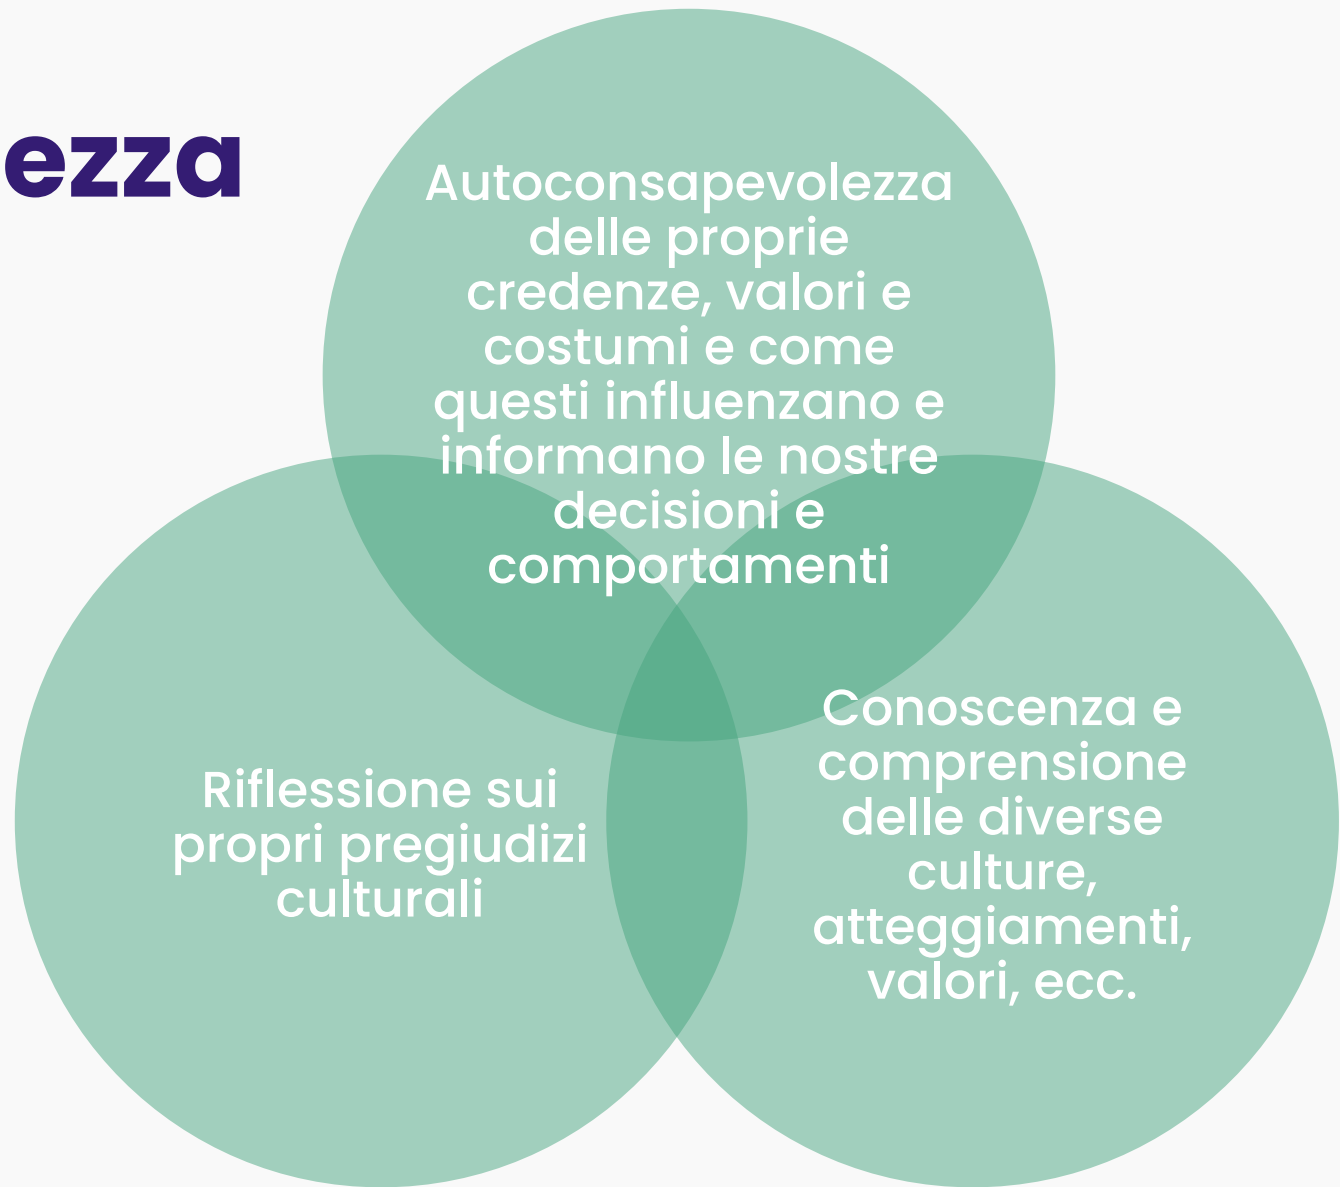 ezza
Autoconsapevolezza
delle proprie
credenze, valori e
costumi e come
questi influenzano e
informano le nostre
decisioni e
comportamenti
Riflessione sui
propri pregiudizi
culturali
Conoscenza e
comprensione
delle diverse
culture,
atteggiamenti,
valori, ecc.